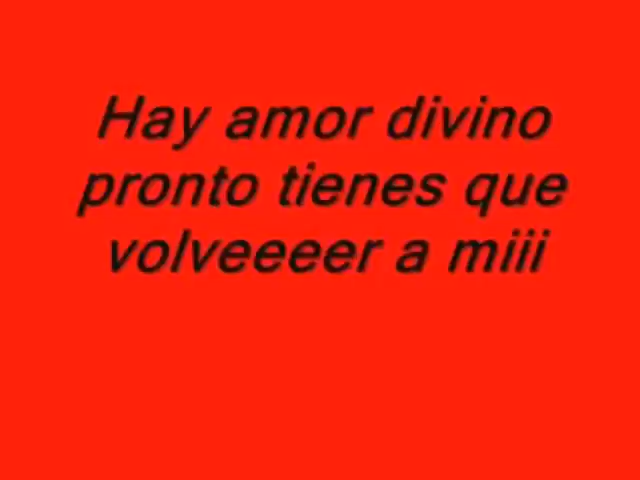 Hay amor divino
pronto tienes que
volveeeer a miii